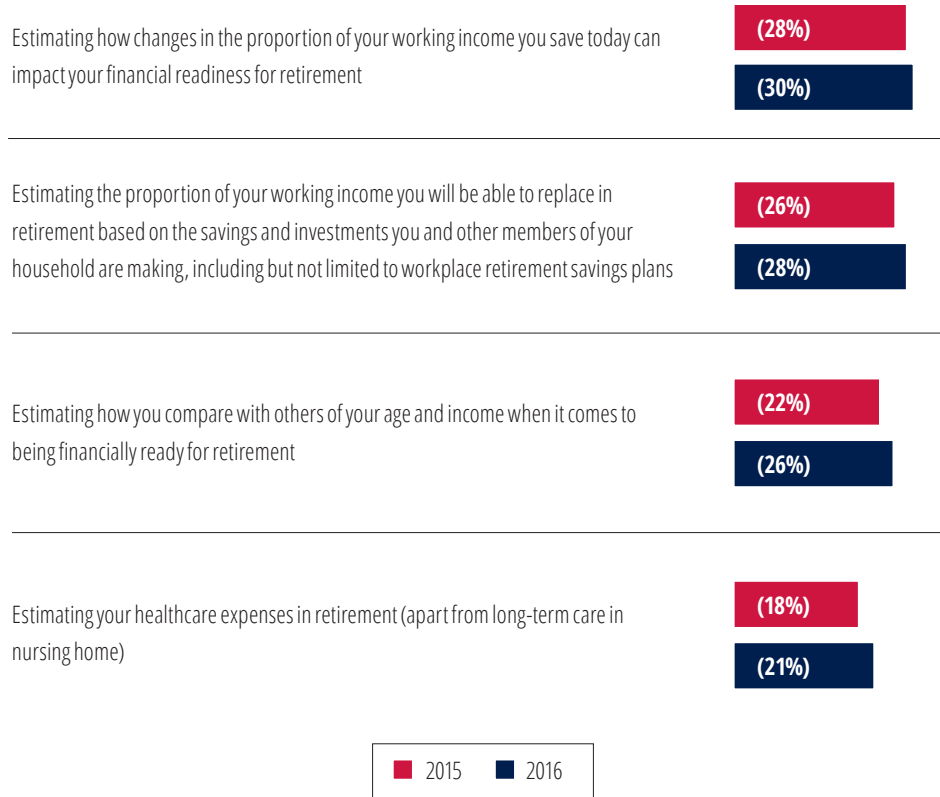 Estimating how changes in the proportion of your working income you save today can
impact your financial readiness for retirement
(28%)
(30%)
Estimating the proportion of your working income you will be able to replace in
retirement based on the savings and investments you and other members of your
household are making, including but not limited to workplace retirement savings plans
(26%)
(28%)
Estimating how you compare with others of your age and income when it comes to
being financially ready for retirement
(22%)
(26%)
Estimating your healthcare expenses in retirement (apart from long-term care in
nursing home)
(18%)
(21%)
2015 2016